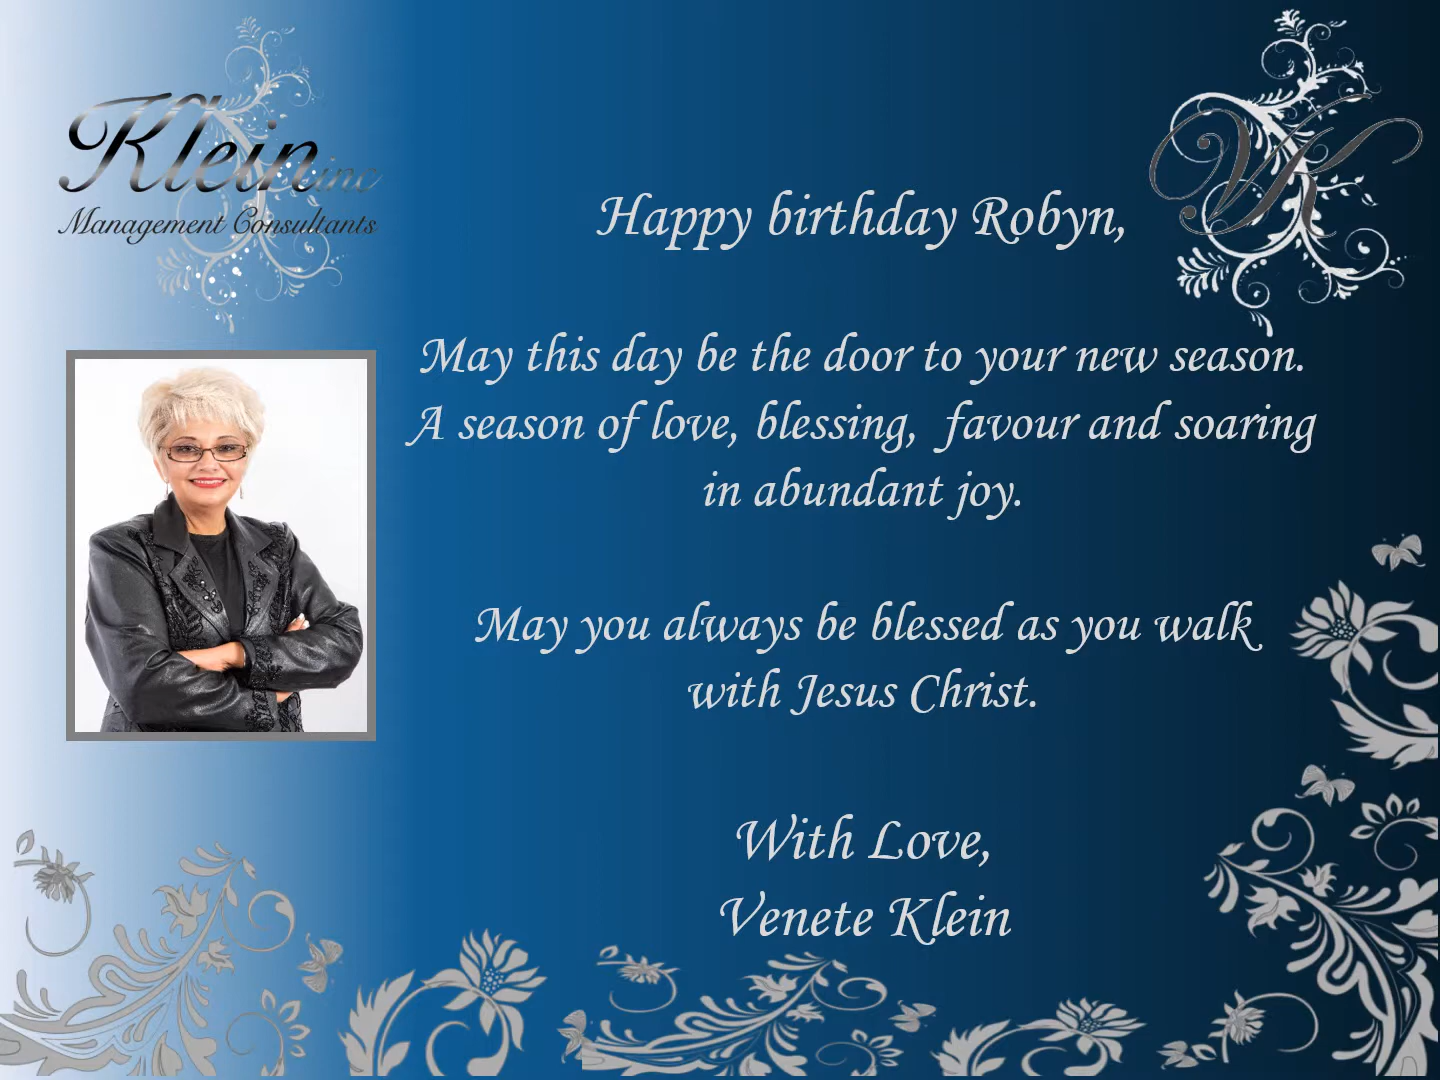 Klein inc
Management Consultants
VK
Happy birthday Robyn,
May this day be the door to your new season.
A season of love, blessing, favour and soaring
in abundant joy.
May you always be blessed as you walk
with Jesus Christ.
With Love,
Venete Klein